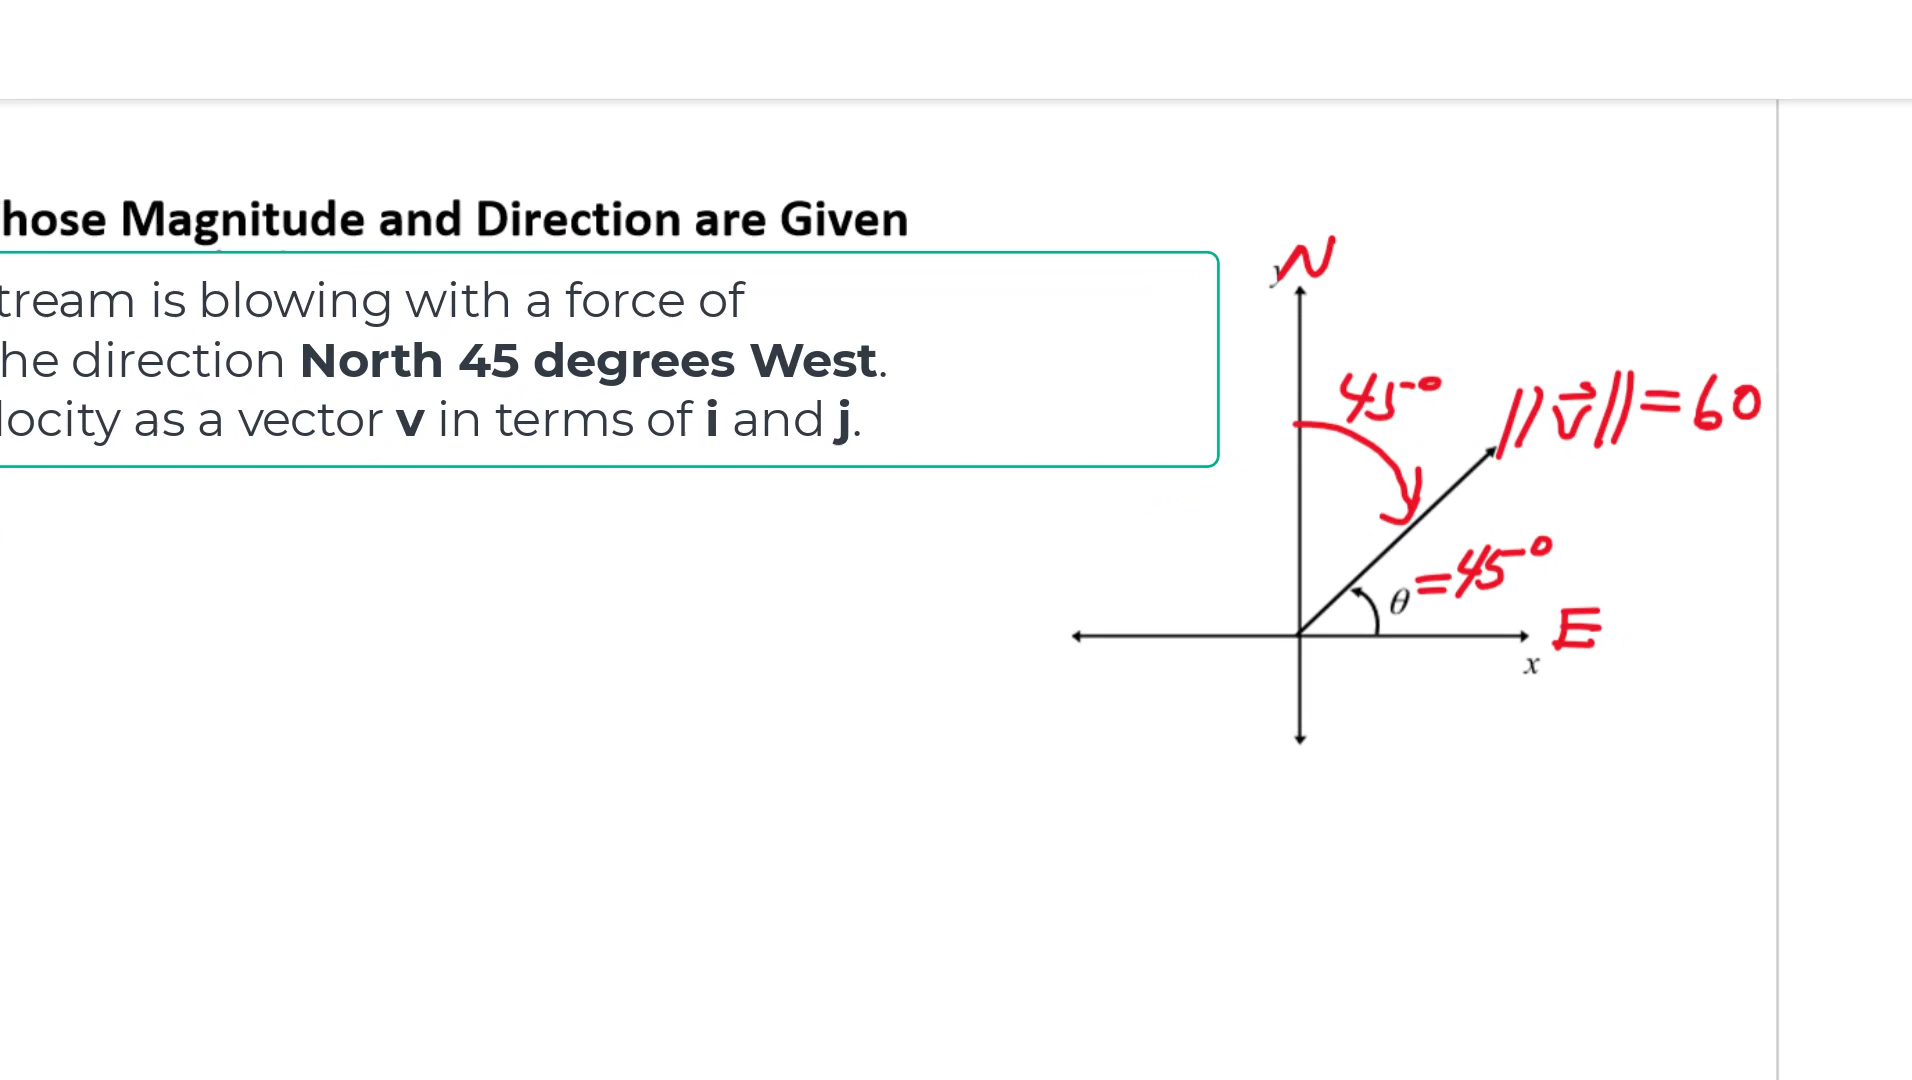 hose Magnitude and Direction are Given
tream is blowing with a force of
he direction North 45 degrees West.
locity as a vector v in terms of i and j.
N
y
45°
||v⃗||=60
θ=45°
E
x